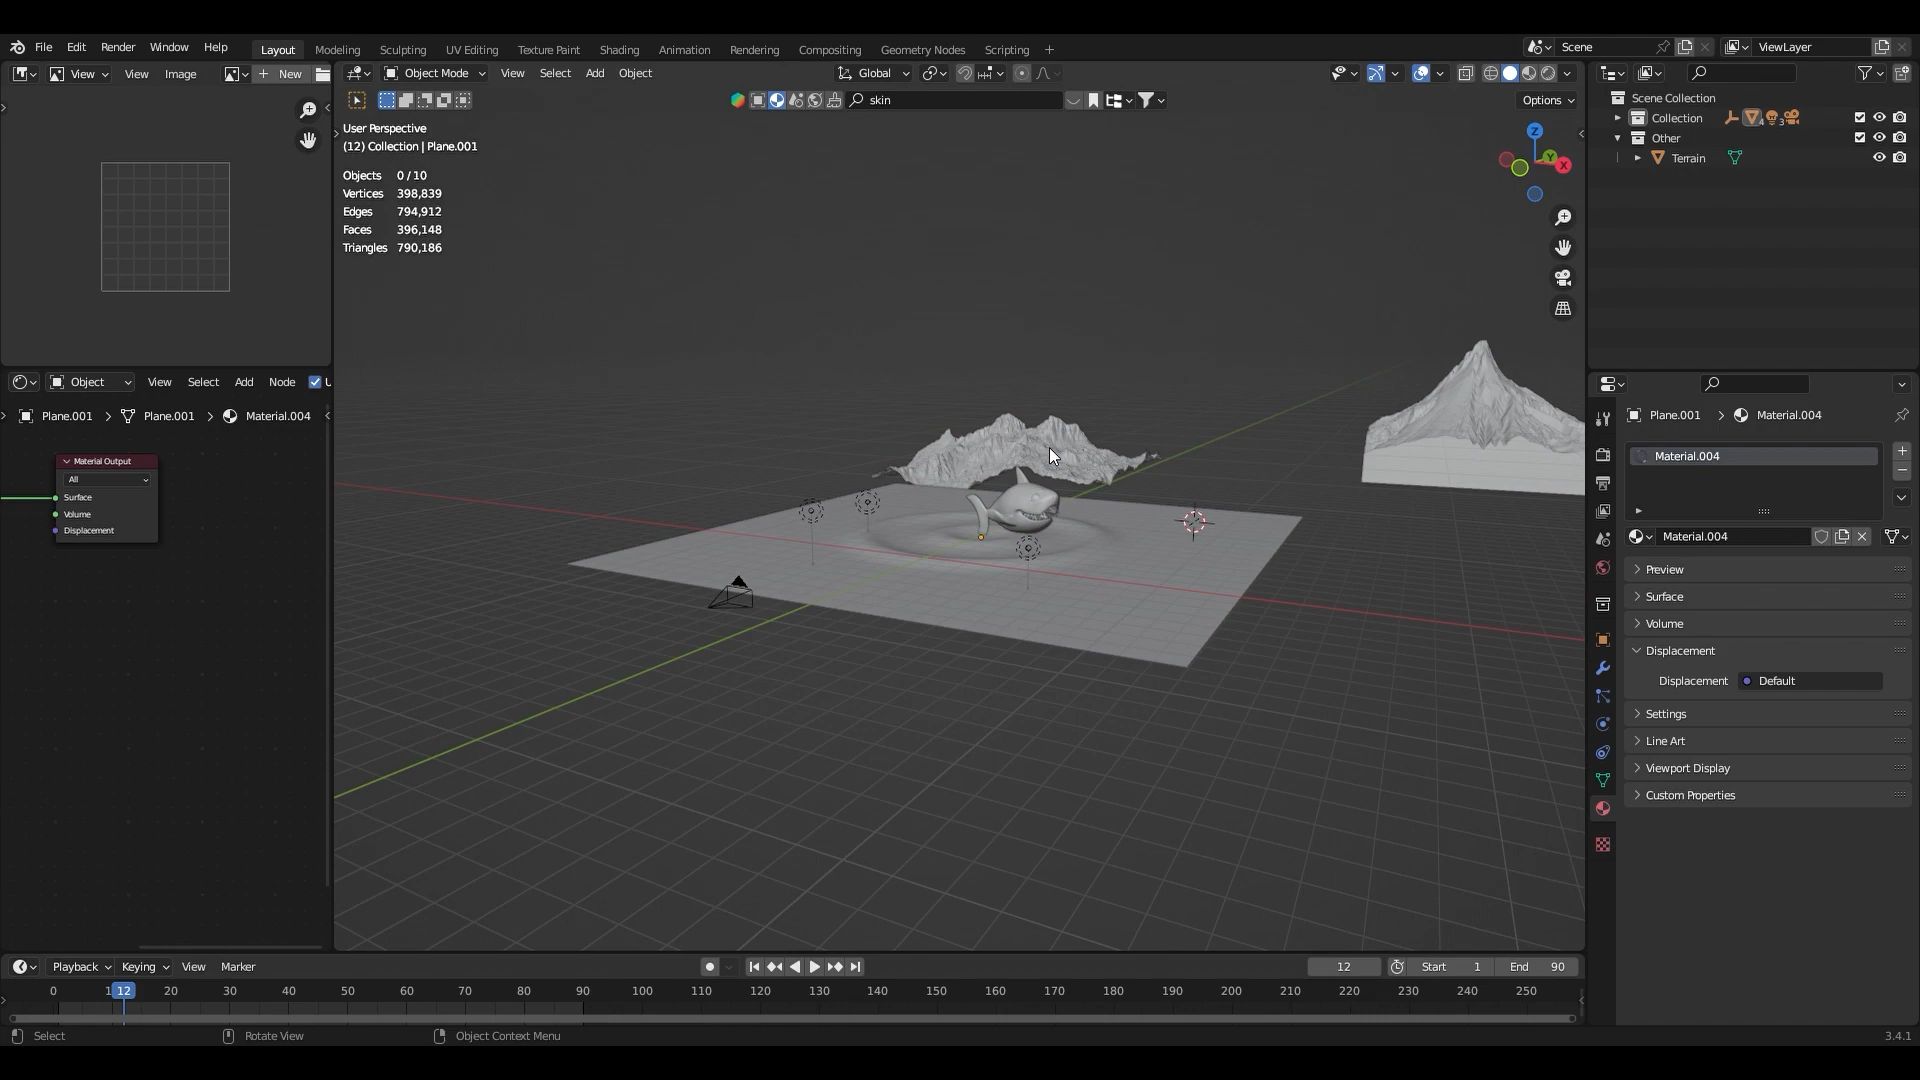 File Edit Render Window Help Layout Modeling Sculpting UV Editing Texture Paint Shading Animation Rendering Compositing Geometry Nodes Scripting + Scene ViewLayer
View View Image New Object Mode View Select Add Object Global
skin Options
User Perspective
(12) Collection | Plane.001
Objects 0 / 10
Vertices 398,839
Edges 794,912
Faces 396,148
Triangles 790,186
Z
Y
X
Scene Collection
Collection 4 3
Other
Terrain
Object View Select Add Node U
Plane.001 > Plane.001 > Material.004
Material Output
All
Surface
Volume
Displacement
Plane.001 > Material.004
Material.004
Material.004
Preview
Surface
Volume
Displacement
Displacement Default
Settings
Line Art
Viewport Display
Custom Properties
Playback Keying View Marker 12 Start 1 End 90
0 1 12 20 30 40 50 60 70 80 90 100 110 120 130 140 150 160 170 180 190 200 210 220 230 240 250
Select Rotate View Object Context Menu 3.4.1